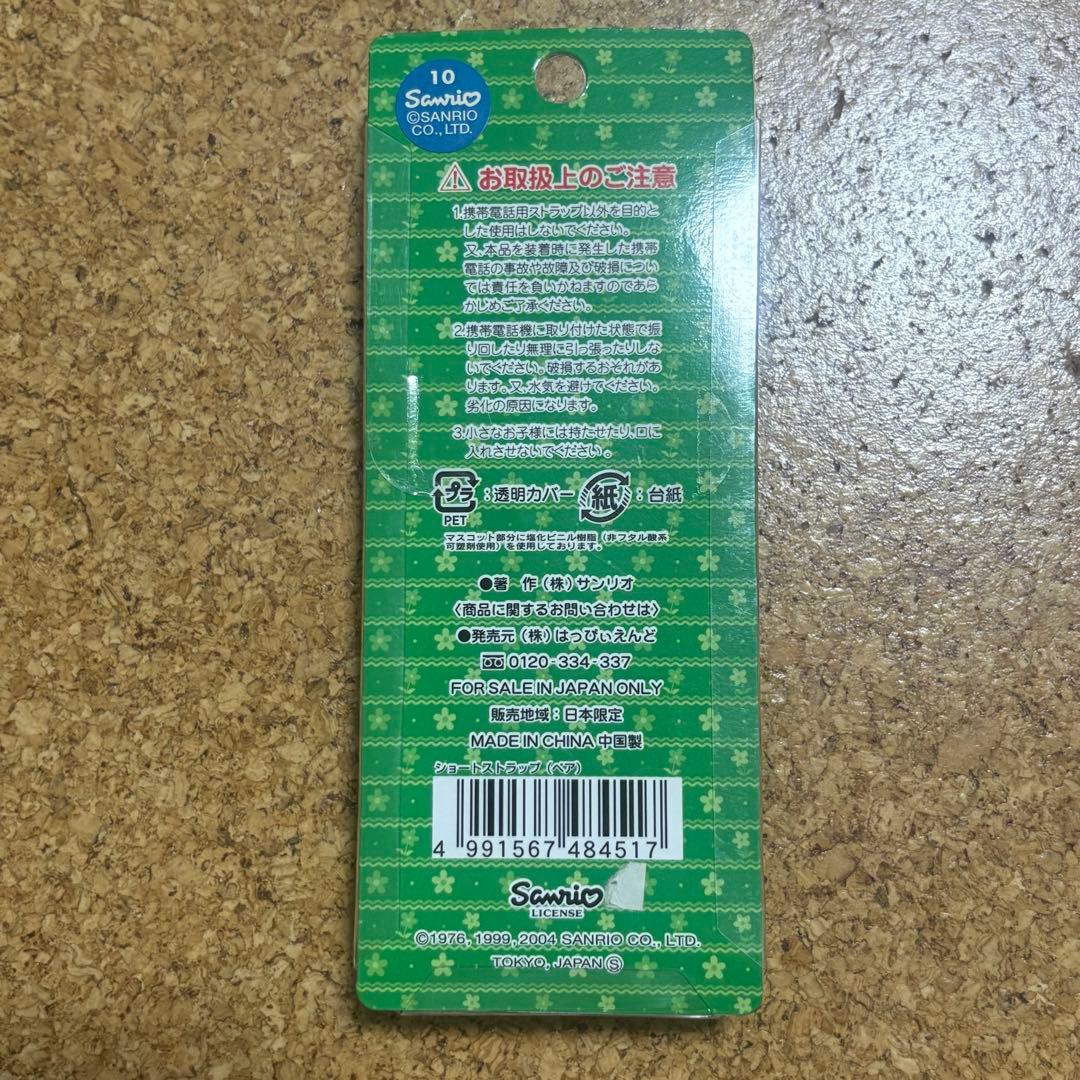 10
Sanrio
©SANRIO
CO., LTD.
お取扱上のご注意
1.携帯電話用ストラップ以外を目的と
した使用はしないでください。
又、本品を装着時に発生した携帯
電話の事故や故障及び破損につい
ては責任を負いかねますのであら
かじめご了承ください。
2.携帯電話機に取り付けた状態で振
り回したり無理に引っ張ったりしな
いでください。破損するおそれがあ
ります。又、水気を避けてください。
劣化の原因になります。
3.小さなお子様には持たせたり、口に
入れさせないでください。
プラ:透明カバー 紙:台紙
PET
マスコット部分に塩化ビニル樹脂（非フタル酸系
可塑剤使用）を使用しております。
●著 作（株）サンリオ
〈商品に関するお問い合わせは〉
●発売元（株）はっぴぃえんど
0120-334-337
FOR SALE IN JAPAN ONLY
販売地域：日本限定
MADE IN CHINA 中国製
ショートストラップ（ペア）
4 991567 484517
Sanrio
LICENSE
©1976, 1999, 2004 SANRIO CO., LTD.
TOKYO, JAPAN Ⓢ